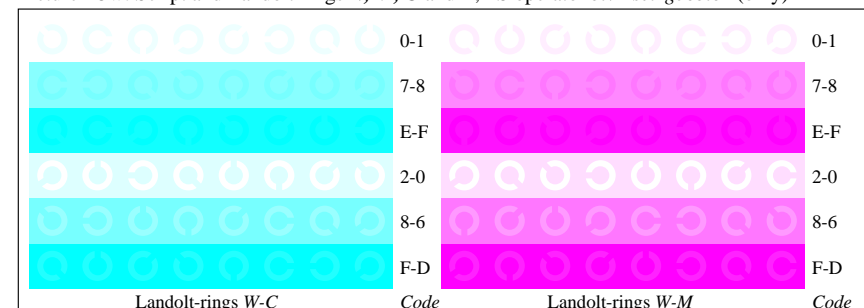 0-1 0-1
7-8 7-8
E-F E-F
2-0 2-0
8-6 8-6
F-D F-D
Landolt-rings W-C Code Landolt-rings W-M Code